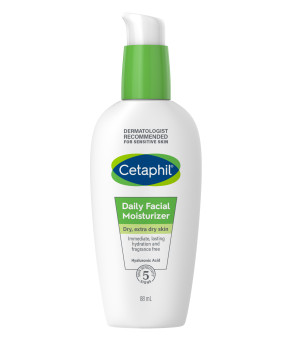 DERMATOLOGIST
RECOMMENDED
FOR SENSITIVE SKIN
Cetaphil®
Daily Facial
Moisturizer
Dry, extra dry skin
Immediate, lasting
hydration and
fragrance free
Hyaluronic Acid
5
88 mL